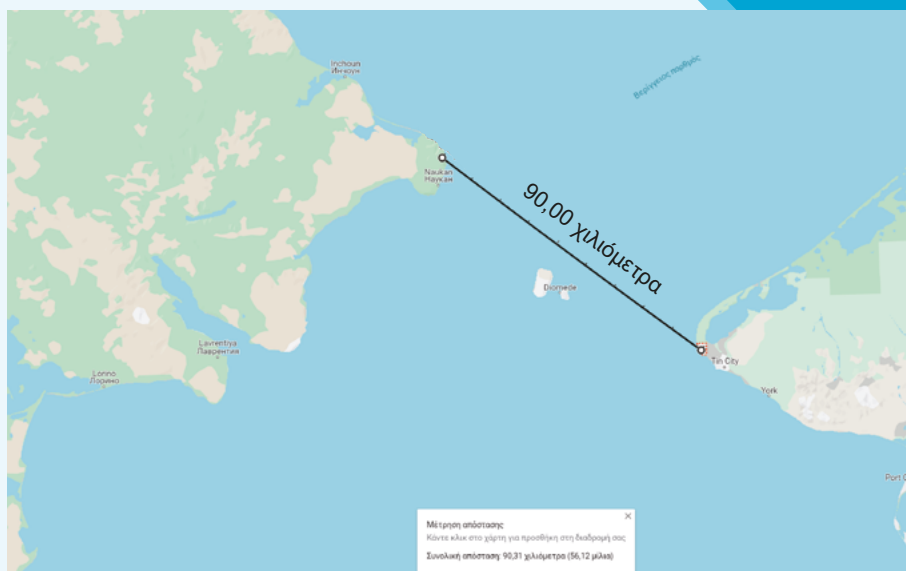 Inchoun
Инчоун
Βερίγγειος πορθμός
Naukan
Наукан
90,00 χιλιόμετρα
Diomede
Lavrentiya
Лаврентия
Lorino
Лорино
Tin City
York
Port C
Μέτρηση απόστασης
Κάντε κλικ στο χάρτη για προσθήκη στη διαδρομή σας
Συνολική απόσταση: 90,31 χιλιόμετρα (56,12 μίλια)